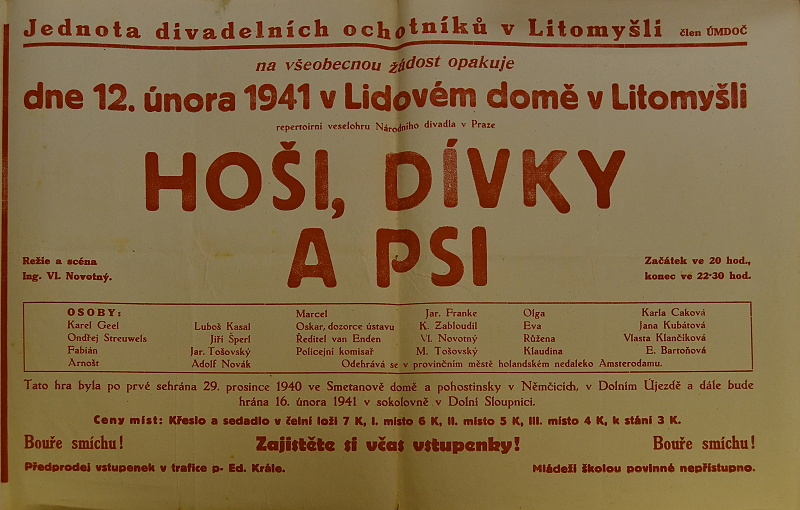 Jednota divadelních ochotníků v Litomyšli člen ÚMDOČ
na všeobecnou žádost opakuje
dne 12. února 1941 v Lidovém domě v Litomyšli
repertoirní veselohru Národního divadla v Praze
HOŠI, DÍVKY
A PSI
Režie a scéna
Ing. Vl. Novotný.
Začátek ve 20 hod.,
konec ve 22·30 hod.
OSOBY: Marcel Jar. Franke Olga Karla Caková
Karel Geel Luboš Kasal Oskar, dozorce ústavu K. Zabloudil Eva Jana Kubátová
Ondřej Streuwels Jiří Šperl Ředitel van Enden Vl. Novotný Růžena Vlasta Klančíková
Fabián Jar. Tošovský Policejní komisař M. Tošovský Klaudina E. Bartoňová
Arnošt Adolf Novák Odehrává se v provinčním městě holandském nedaleko Amsterodamu.
Tato hra byla po prvé sehrána 29. prosince 1940 ve Smetanově domě a pohostinsky v Němčicích, v Dolním Újezdě a dále bude
hrána 16. února 1941 v sokolovně v Dolní Sloupnici.
Ceny míst: Křeslo a sedadlo v čelní loži 7 K, I. místo 6 K, II. místo 5 K, III. místo 4 K, k stání 3 K.
Bouře smíchu! Zajistěte si včas vstupenky! Bouře smíchu!
Předprodej vstupenek v trafice p- Ed. Krále. Mládeži školou povinné nepřístupno.